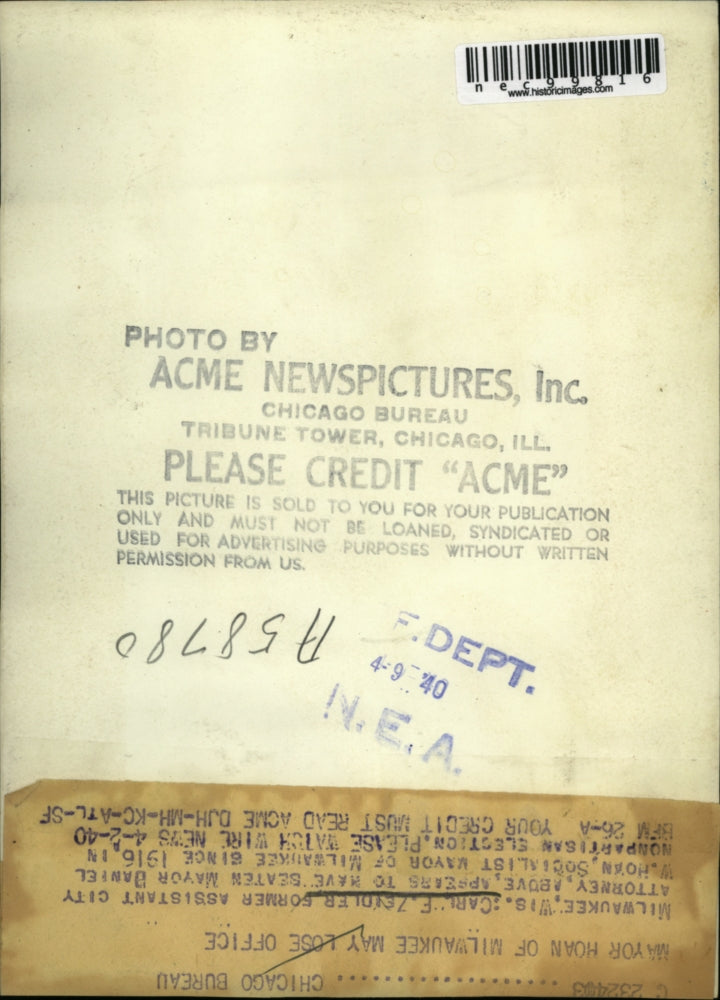 nec99816
www.historicimages.com
PHOTO BY
ACME NEWSPICTURES, Inc.
CHICAGO BUREAU
TRIBUNE TOWER, CHICAGO, ILL.
PLEASE CREDIT “ACME”
THIS PICTURE IS SOLD TO YOU FOR YOUR PUBLICATION
ONLY AND MUST NOT BE LOANED, SYNDICATED OR
USED FOR ADVERTISING PURPOSES WITHOUT WRITTEN
PERMISSION FROM US.
A58780
F. DEPT.
4-9-40
N.E.A.
CHICAGO BUREAU
MAYOR HOAN OF MILWAUKEE MAY LOSE OFFICE
MILWAUKEE, WIS.: CARL F. ZEIDLER FORMER ASSISTANT CITY
ATTORNEY, ABOVE, APPEARS TO HAVE BEATEN MAYOR DANIEL
W. HOAN, SOCIALIST MAYOR OF MILWAUKEE SINCE 1916 IN
NONPARTISAN ELECTION. PLEASE WATCH WIRE NEWS 4-2-40
BFM 26-A YOUR CREDIT MUST READ ACME DJH-MH-KC-ATL-SF